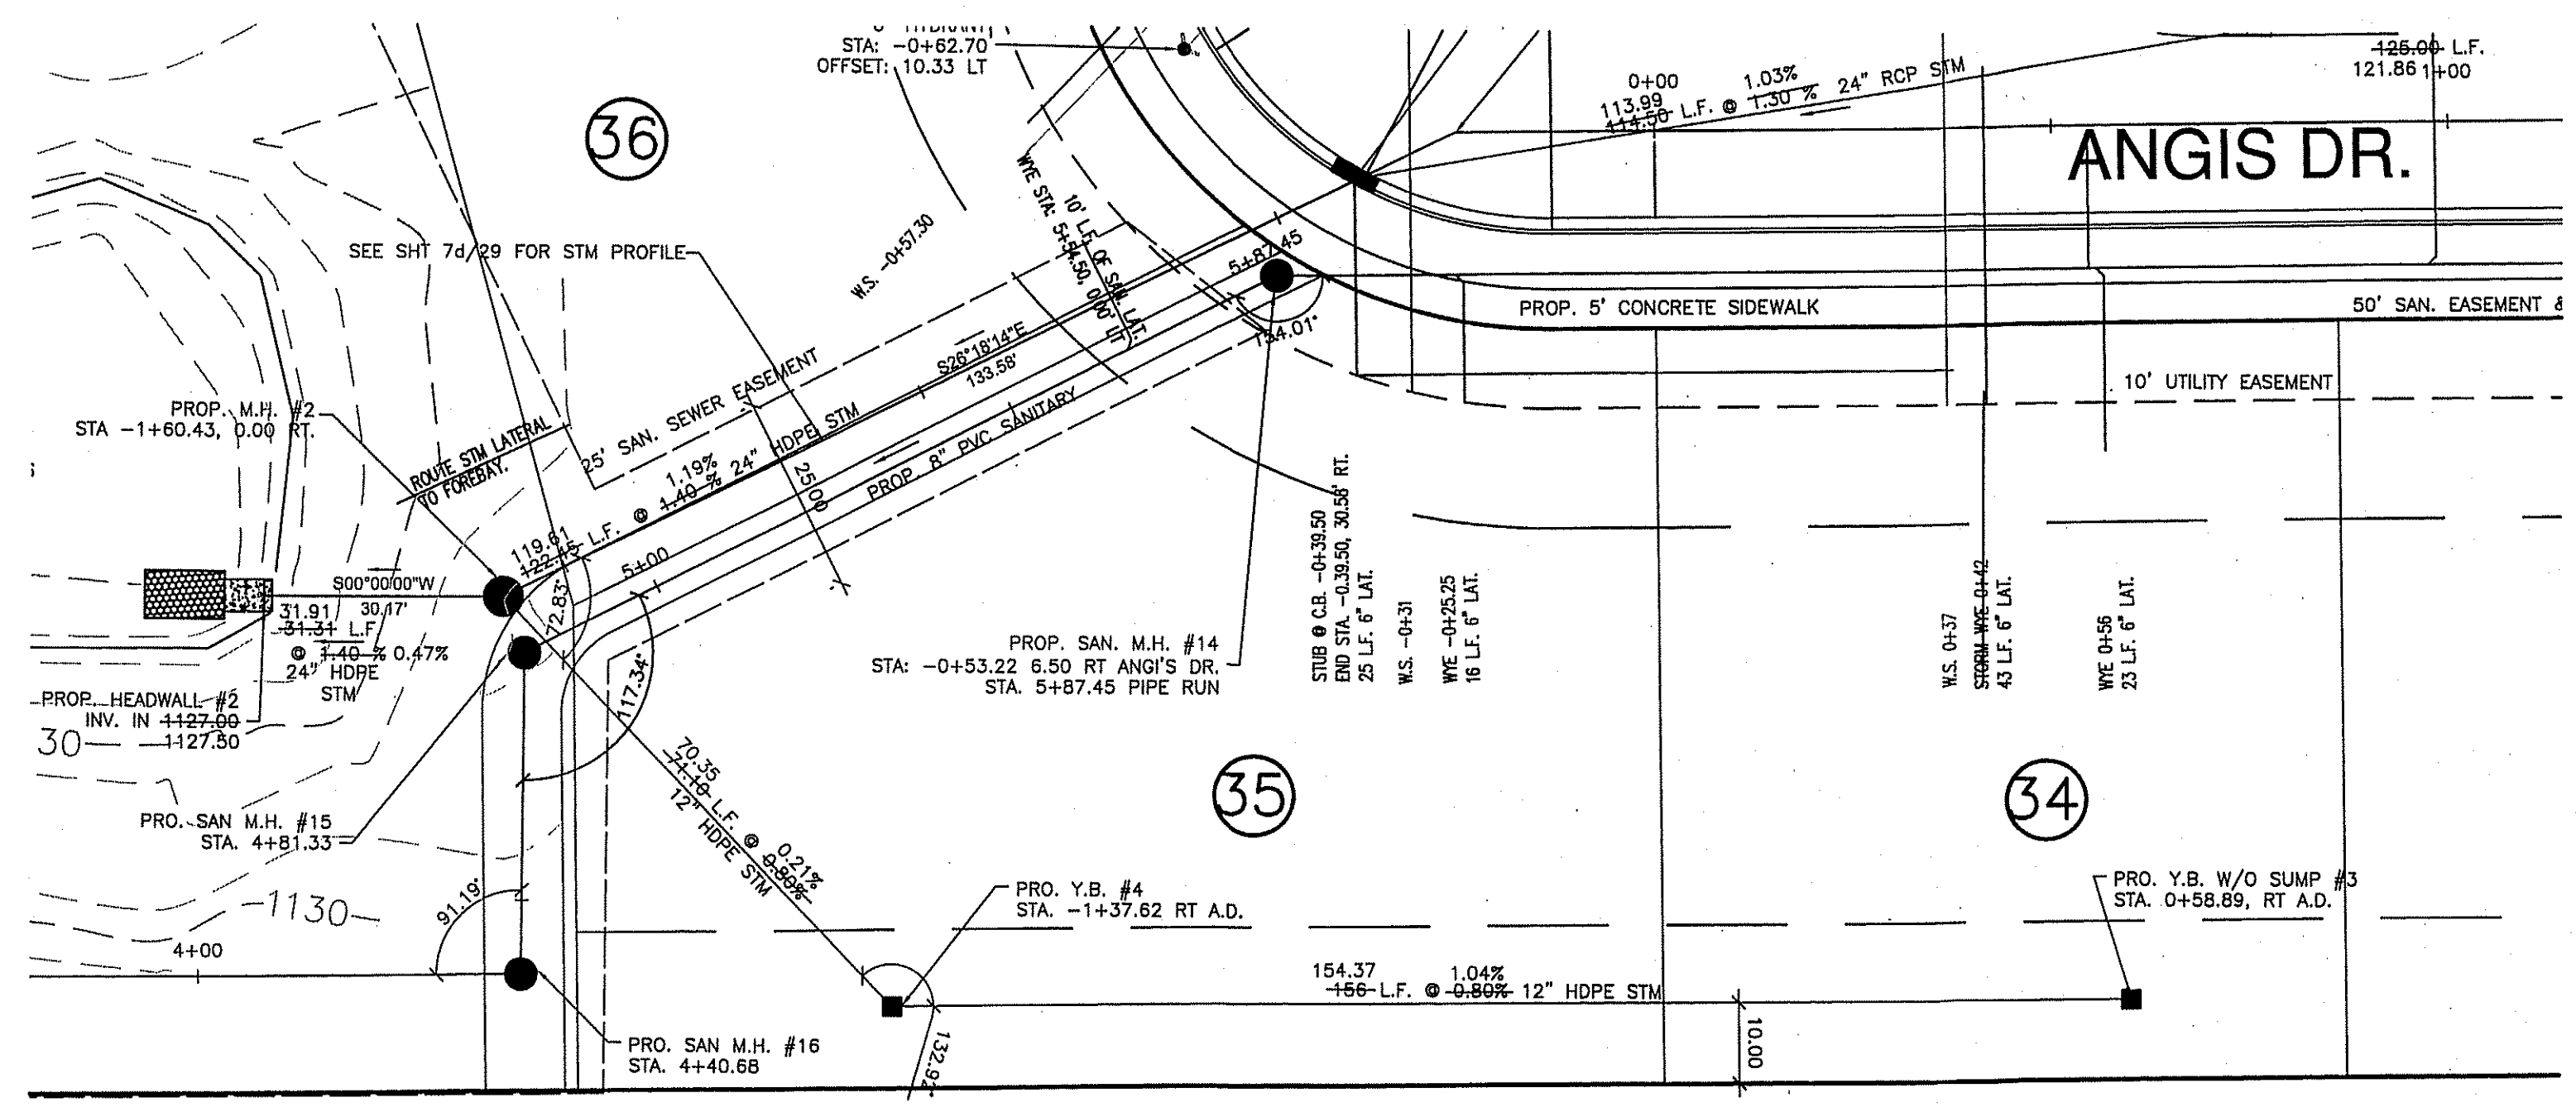 STA: -0+62.70
OFFSET: 10.33 LT
36
0+00
113.99
114.50 L.F. @
1.03%
1.30 %
24" RCP STM
125.00 L.F.
121.86
1+00
ANGIS DR.
SEE SHT 7d/29 FOR STM PROFILE
W.S. -0+57.30
WYE STA: 5+54.50, 0.00' LT
10' L.F. OF SAN. LAT.
5+87.45
134.01°
PROP. 5' CONCRETE SIDEWALK
50' SAN. EASEMENT &
10' UTILITY EASEMENT
PROP. M.H. #2
STA -1+60.43, 0.00 RT.
ROUTE STM LATERAL
TO FOREBAY.
25' SAN. SEWER EASEMENT
S26°18'14"E
133.58'
119.61
122.45 L.F. @
1.19%
1.40 %
24" HDPE STM
25.00
PROP. 8" PVC SANITARY
5+00
72.83°
117.34°
S00°00'00"W
30.17'
31.91
31.31 L.F.
@ 1.40 % 0.47%
24" HDPE
STM
PROP. HEADWALL #2
INV. IN 1127.00
1127.50
30
PRO. SAN M.H. #15
STA. 4+81.33
PROP. SAN. M.H. #14
STA: -0+53.22 6.50 RT ANGI'S DR.
STA. 5+87.45 PIPE RUN
STUB @ C.B. -0+39.50
END STA. -0.39.50, 30.58' RT.
25 L.F. 6" LAT.
W.S. -0+31
WYE -0+25.25
16 L.F. 6" LAT.
W.S. 0+37
STORM WYE 0+42
43 L.F. 6" LAT.
WYE 0+56
23 L.F. 6" LAT.
70.35
71.10 L.F. @
0.21%
0.80%
12" HDPE STM
35
34
91.19°
1130
4+00
PRO. Y.B. #4
STA. -1+37.62 RT A.D.
PRO. Y.B. W/O SUMP #3
STA. 0+58.89, RT A.D.
154.37
156 L.F. @
1.04%
0.80% 12" HDPE STM
10.00
132.92°
PRO. SAN M.H. #16
STA. 4+40.68